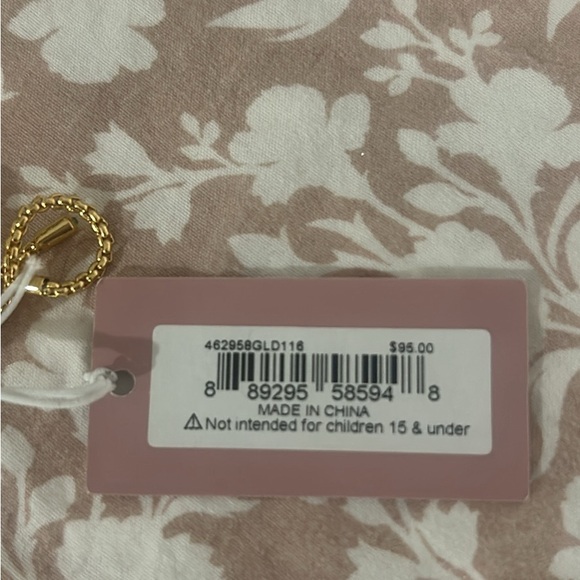 462958GLD116 $95.00
8 89295 58594 8
MADE IN CHINA
⚠ Not intended for children 15 & under